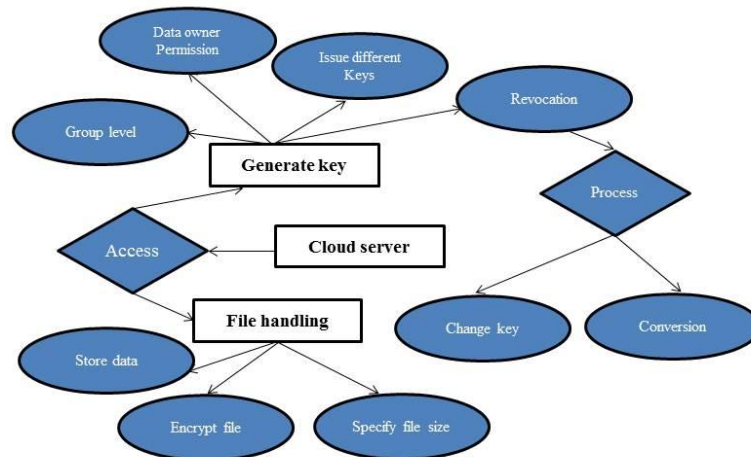 Data owner
Permission
Issue different
Keys
Revocation
Group level
Generate key
Process
Access
Cloud server
File handling
Change key
Conversion
Store data
Encrypt file
Specify file size